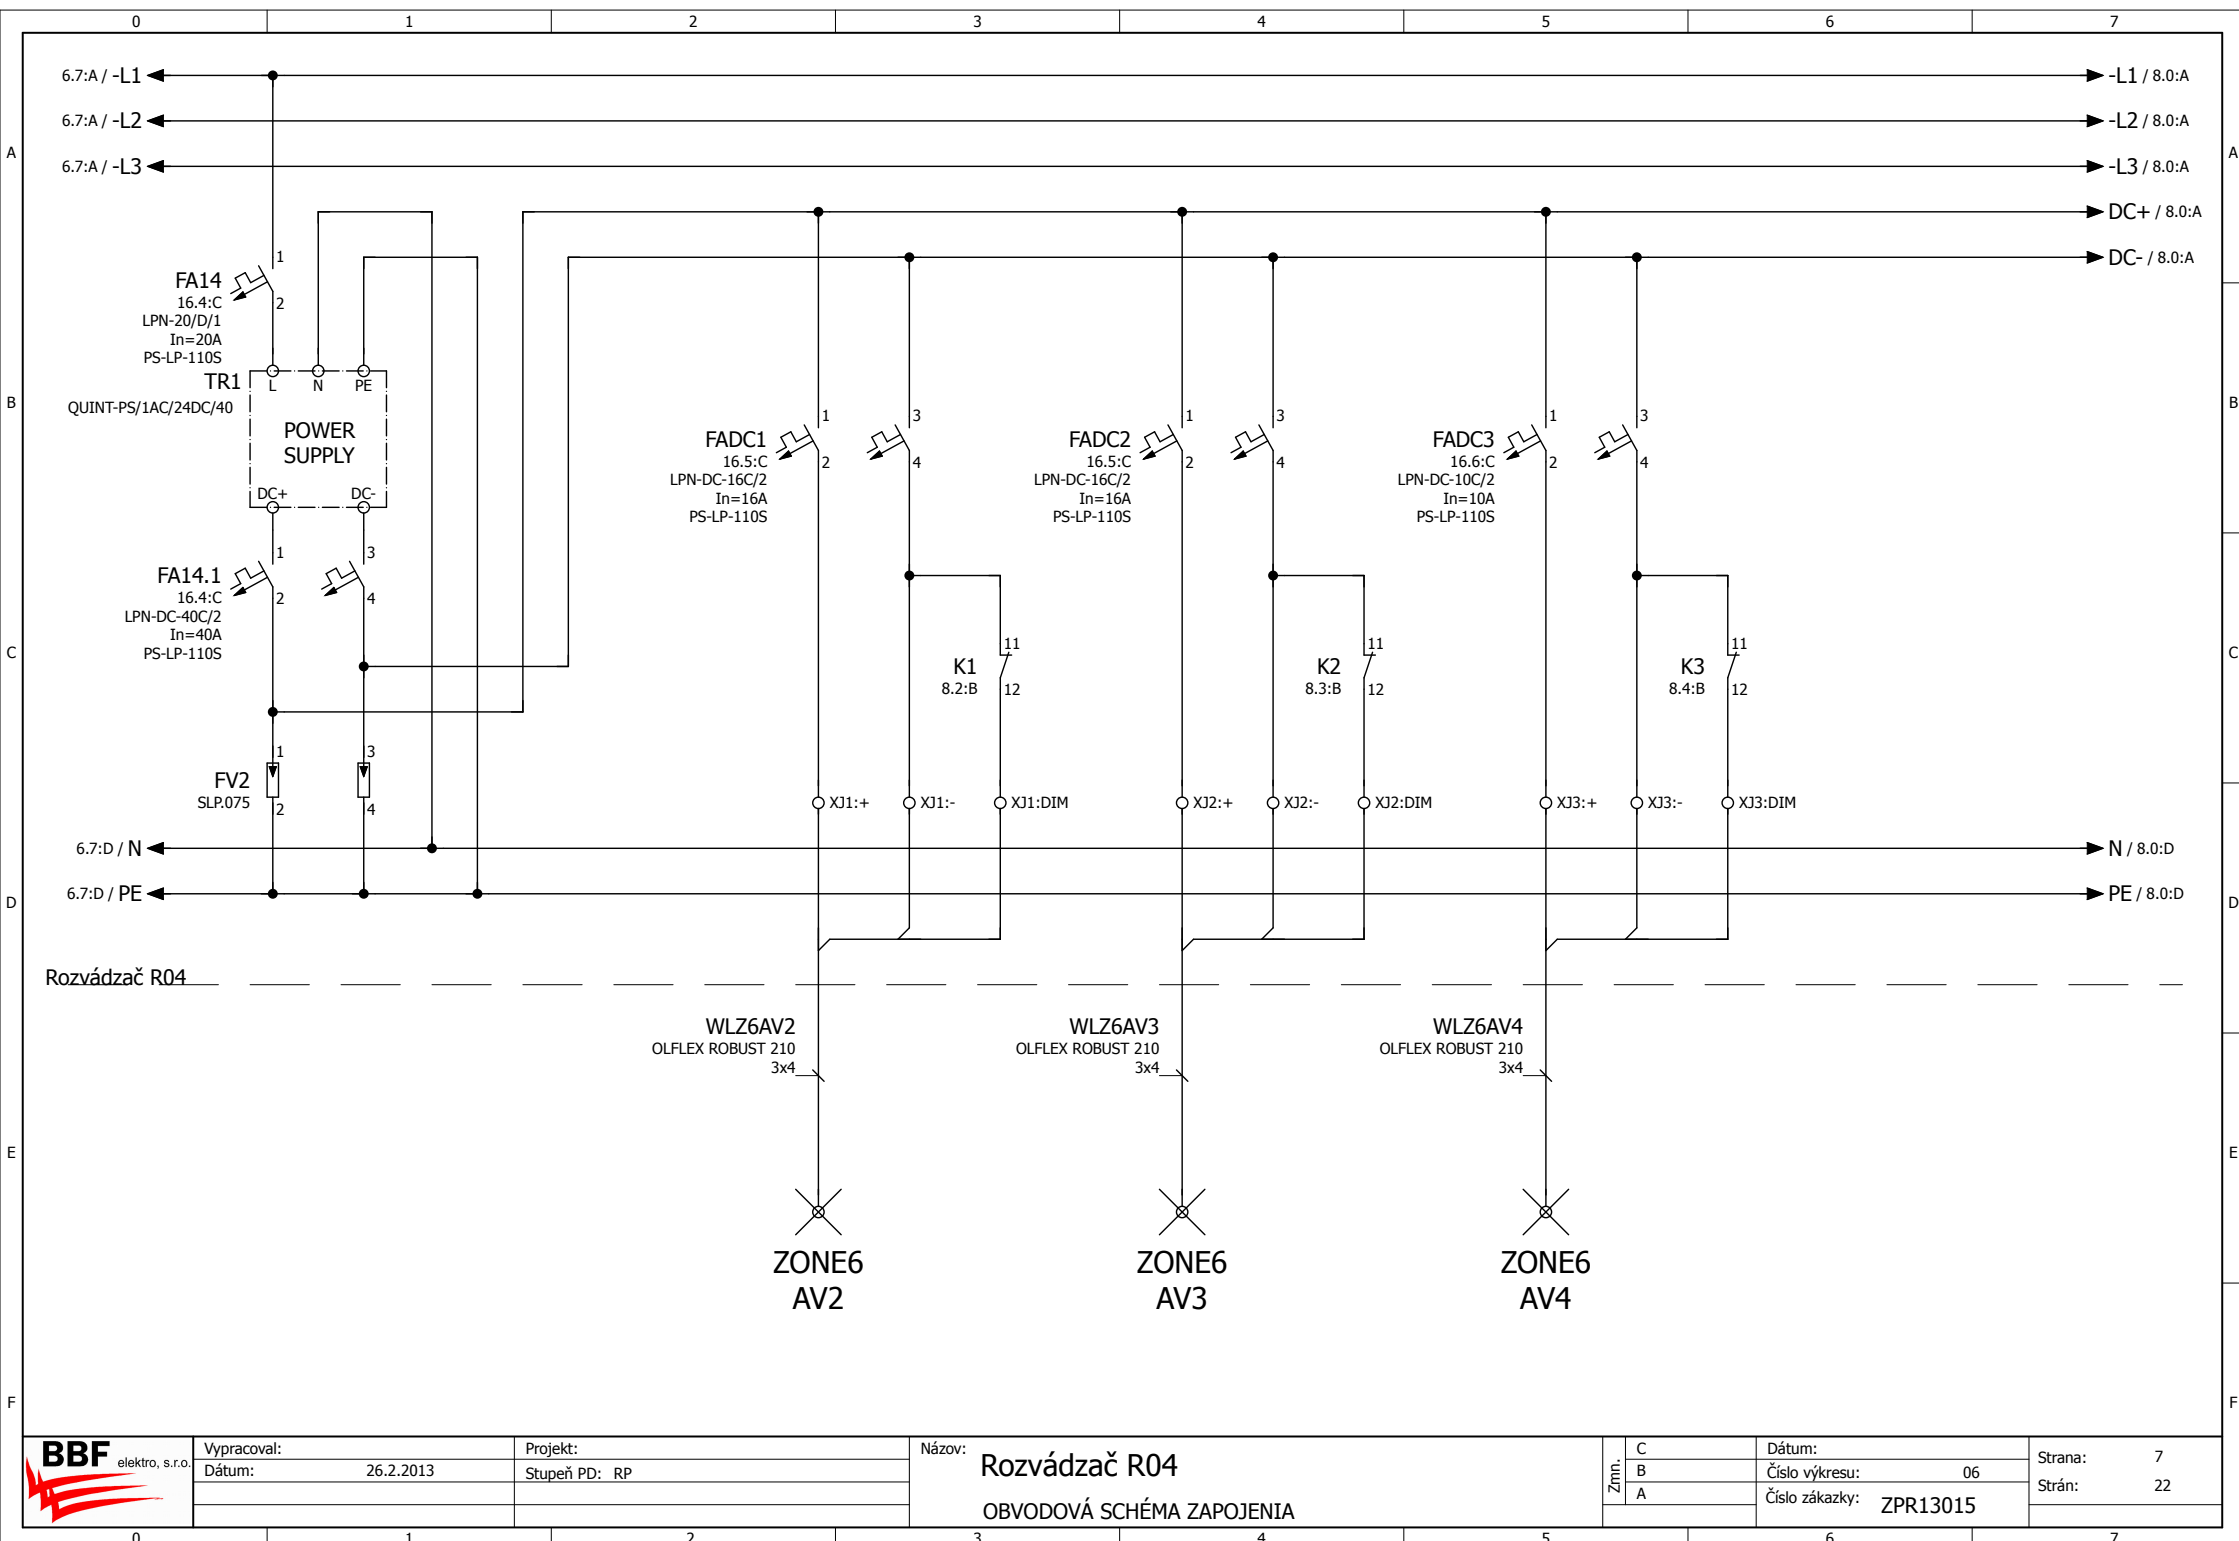 0 1 2 3 4 5 6 7
6.7:A / -L1
-L1 / 8.0:A
6.7:A / -L2
-L2 / 8.0:A
A
A
6.7:A / -L3
-L3 / 8.0:A
DC+ / 8.0:A
DC- / 8.0:A
FA14
16.4:C
LPN-20/D/1
In=20A
PS-LP-110S
1
2
TR1
QUINT-PS/1AC/24DC/40
L N PE
POWER
SUPPLY
DC+ DC-
B
B
FADC1
16.5:C
LPN-DC-16C/2
In=16A
PS-LP-110S
1
2
3
4
FADC2
16.5:C
LPN-DC-16C/2
In=16A
PS-LP-110S
1
2
3
4
FADC3
16.6:C
LPN-DC-10C/2
In=10A
PS-LP-110S
1
2
3
4
FA14.1
16.4:C
LPN-DC-40C/2
In=40A
PS-LP-110S
1
2
3
4
C
C
K1
8.2:B
11
12
K2
8.3:B
11
12
K3
8.4:B
11
12
FV2
SLP.075
1
2
3
4
XJ1:+ XJ1:- XJ1:DIM XJ2:+ XJ2:- XJ2:DIM XJ3:+ XJ3:- XJ3:DIM
6.7:D / N
N / 8.0:D
6.7:D / PE
PE / 8.0:D
D
D
Rozvádzač R04
WLZ6AV2
OLFLEX ROBUST 210
3x4
WLZ6AV3
OLFLEX ROBUST 210
3x4
WLZ6AV4
OLFLEX ROBUST 210
3x4
E
E
ZONE6
AV2
ZONE6
AV3
ZONE6
AV4
F
F
BBF elektro, s.r.o.
Vypracoval:
Dátum: 26.2.2013
Projekt:
Stupeň PD: RP
Názov: Rozvádzač R04
OBVODOVÁ SCHÉMA ZAPOJENIA
Zmn.
C
B
A
Dátum:
Číslo výkresu: 06
Číslo zákazky: ZPR13015
Strana: 7
Strán: 22
0 1 2 3 4 5 6 7